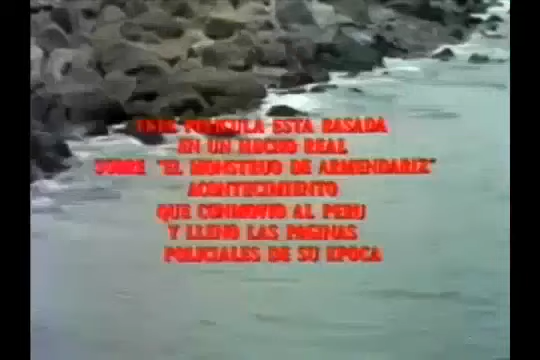 ESTE PELICULA ESTA BASADA
EN UN HECHO REAL
SOBRE "EL MONSTRUO DE ARMENDARIZ"
ACONTECIMIENTO
QUE CONMOVIO AL PERU
Y LLENO LAS PAGINAS
POLICIALES DE SU EPOCA